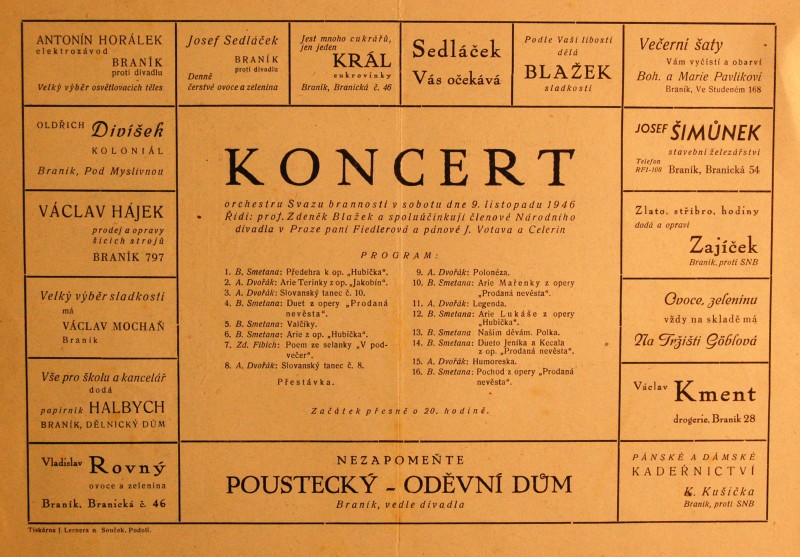 ANTONÍN HORÁLEK
elektrozávod
BRANÍK
proti divadlu
Velký výběr osvětlovacích těles
Josef Sedláček
BRANÍK
proti divadlu
Denně
čerstvé ovoce a zelenina
Jest mnoho cukrářů,
jen jeden
KRÁL
cukrovinky
Braník, Branická č. 46
Sedláček
Vás očekává
Podle Vaší libosti
dělá
BLAŽEK
sladkosti
Večerní šaty
Vám vyčistí a obarví
Boh. a Marie Pavlíkovi
Braník, Ve Studeném 168
OLDŘICH Divíšek
KOLONIÁL
Braník, Pod Myslivnou
VÁCLAV HÁJEK
prodej a opravy
šicích strojů
BRANÍK 797
Velký výběr sladkostí
má
VÁCLAV MOCHAŇ
Braník
Vše pro školu a kancelář
dodá
papírník HALBYCH
BRANÍK, DĚLNICKÝ DŮM
Vladislav Rovný
ovoce a zelenina
Braník, Branická č. 46
KONCERT
orchestru Svazu brannosti v sobotu dne 9. listopadu 1946
Řídí: prof. Zdeněk Blažek a spoluúčinkují členové Národního
divadla v Praze paní Fiedlerová a pánové J. Votava a Celerin
PROGRAM:
1. B. Smetana: Předehra k op. „Hubička“.
2. A. Dvořák: Arie Terinky z op. „Jakobín“.
3. A. Dvořák: Slovanský tanec č. 10.
4. B. Smetana: Duet z opery „Prodaná
nevěsta“.
5. B. Smetana: Valčíky.
6. B. Smetana: Arie z op. „Hubička“.
7. Zd. Fibich: Poem ze selanky „V pod-
večer“.
8. A. Dvořák: Slovanský tanec č. 8.
Přestávka.
9. A. Dvořák: Polonéza.
10. B. Smetana: Arie Mařenky z opery
„Prodaná nevěsta“.
11. A. Dvořák: Legenda.
12. B. Smetana: Arie Lukáše z opery
„Hubička“.
13. B. Smetana Našim děvám. Polka.
14. B. Smetana: Dueto Jeníka a Kecala
z op. „Prodaná nevěsta“.
15. A. Dvořák: Humoreska.
16. B. Smetana: Pochod z opery „Prodaná
nevěsta“.
Začátek přesně o 20. hodině.
NEZAPOMEŇTE
POUSTECKÝ - ODĚVNÍ DŮM
Braník, vedle divadla
JOSEF ŠIMŮNEK
stavební železářství
Telefon
RFI-108 Braník, Branická 54
Zlato, stříbro, hodiny
dodá a opraví
Zajíček
Braník, proti SNB
Ovoce, zeleninu
vždy na skladě má
Na Tržišti Göblová
Václav Kment
drogerie, Braník 28
PÁNSKÉ A DÁMSKÉ
KADEŘNICTVÍ
K. Kušička
Braník, proti SNB
Tiskárna J. Lernera n. Souček, Podolí.